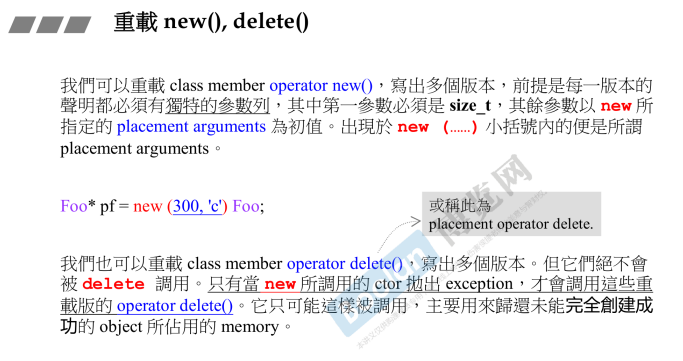 重載 new(), delete()
我們可以重載 class member operator new()，寫出多個版本，前提是每一版本的
聲明都必須有獨特的參數列，其中第一參數必須是 size_t，其餘參數以 new 所
指定的 placement arguments 為初值。出現於 new (……) 小括號內的便是所謂
placement arguments。
Foo* pf = new (300, 'c') Foo;
或稱此為
placement operator delete.
我們也可以重載 class member operator delete()，寫出多個版本。但它們絕不會
被 delete 調用。只有當 new 所調用的 ctor 拋出 exception，才會調用這些重
載版的 operator delete()。它只可能這樣被調用，主要用來歸還未能完全創建成
功的 object 所佔用的 memory。
博览网